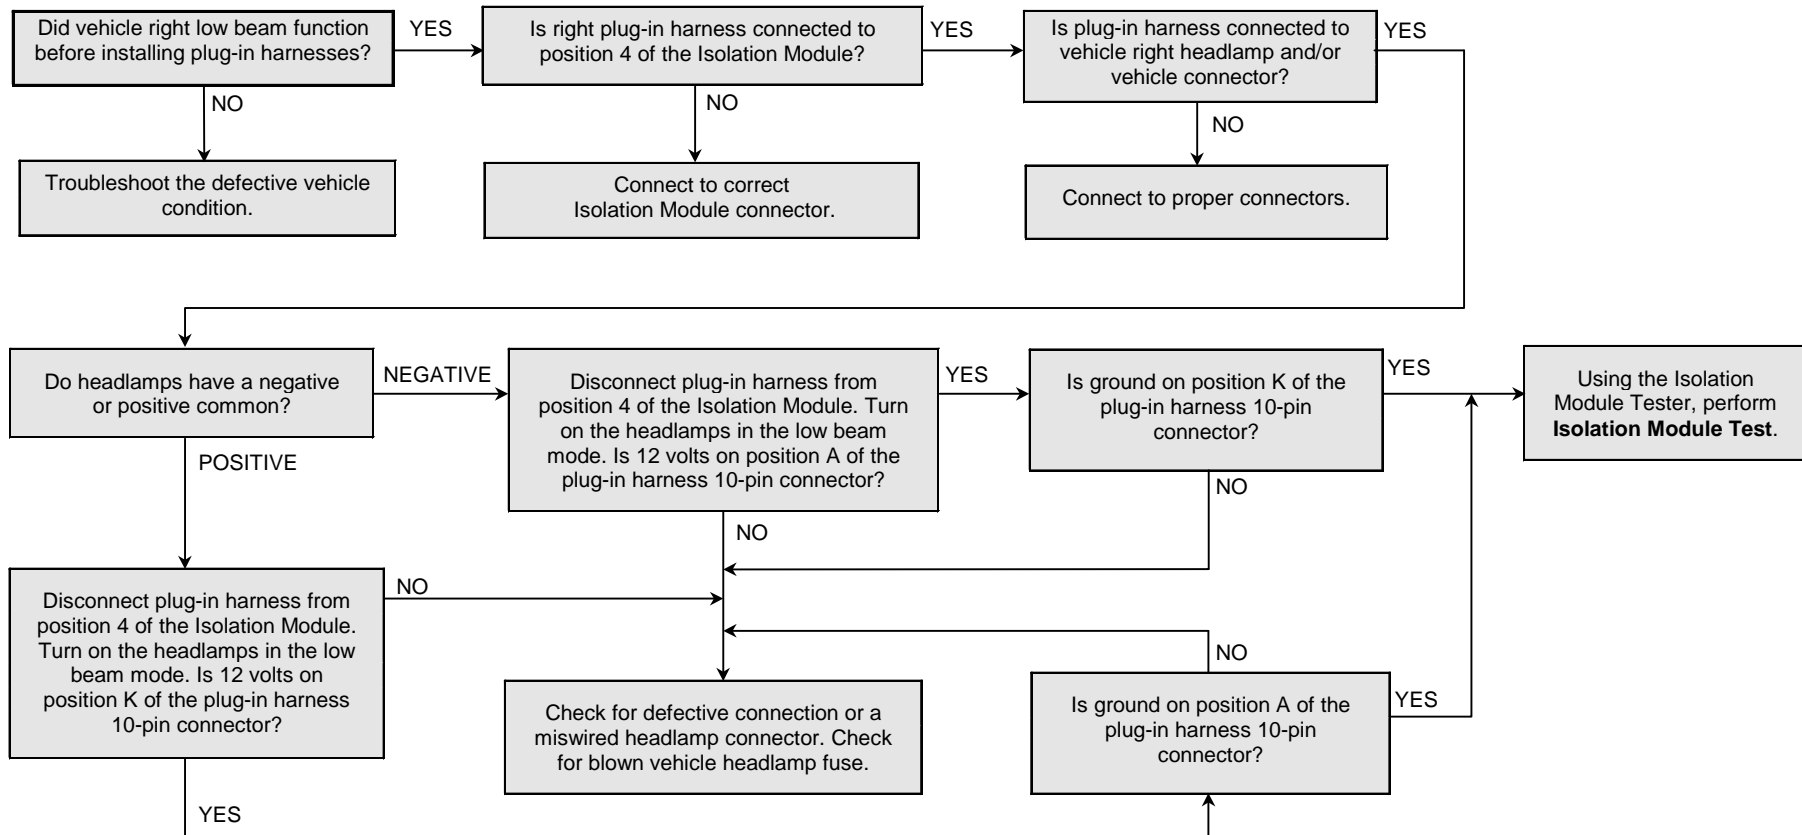 Did vehicle right low beam function
before installing plug-in harnesses?
YES
Is right plug-in harness connected to
position 4 of the Isolation Module?
YES
Is plug-in harness connected to
vehicle right headlamp and/or
vehicle connector?
YES
NO
NO
NO
Troubleshoot the defective vehicle
condition.
Connect to correct
Isolation Module connector.
Connect to proper connectors.
Do headlamps have a negative
or positive common?
NEGATIVE
POSITIVE
Disconnect plug-in harness from
position 4 of the Isolation Module. Turn
on the headlamps in the low beam
mode. Is 12 volts on position A of the
plug-in harness 10-pin connector?
YES
NO
Is ground on position K of the
plug-in harness 10-pin
connector?
YES
NO
Using the Isolation
Module Tester, perform
Isolation Module Test.
Disconnect plug-in harness from
position 4 of the Isolation Module.
Turn on the headlamps in the low
beam mode. Is 12 volts on
position K of the plug-in harness
10-pin connector?
NO
YES
Check for defective connection or a
miswired headlamp connector. Check
for blown vehicle headlamp fuse.
NO
Is ground on position A of the
plug-in harness 10-pin
connector?
YES